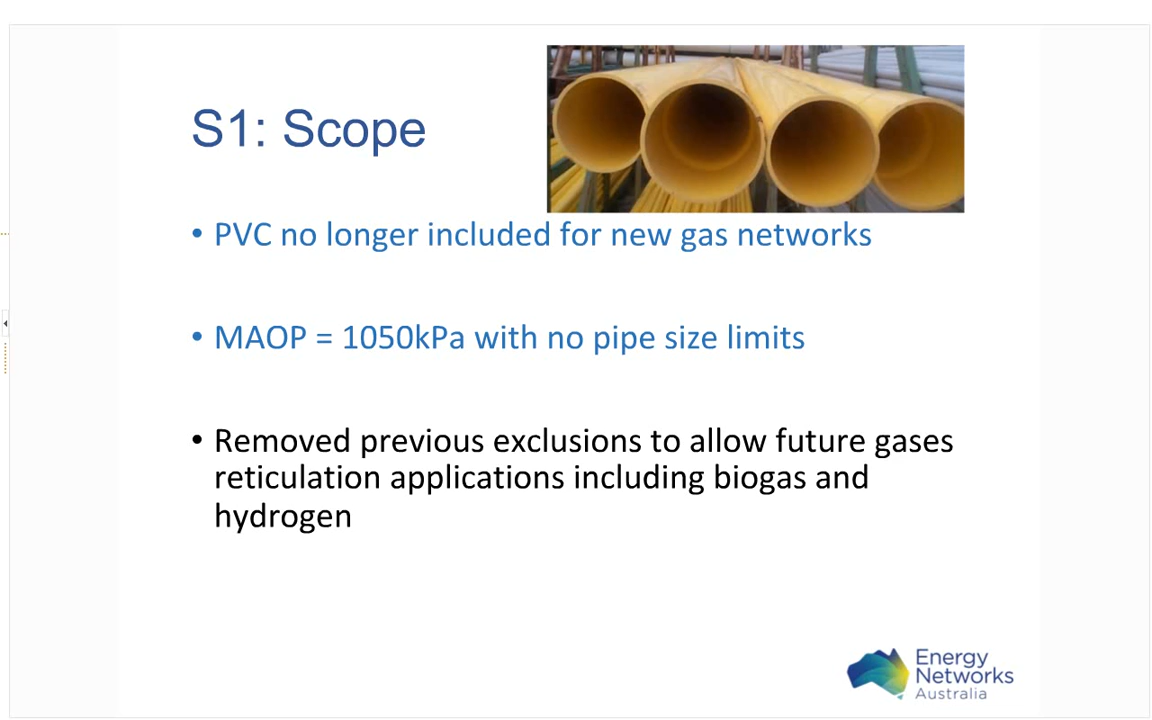 S1: Scope
• PVC no longer included for new gas networks
• MAOP = 1050kPa with no pipe size limits
• Removed previous exclusions to allow future gases
reticulation applications including biogas and
hydrogen
Energy
Networks
Australia